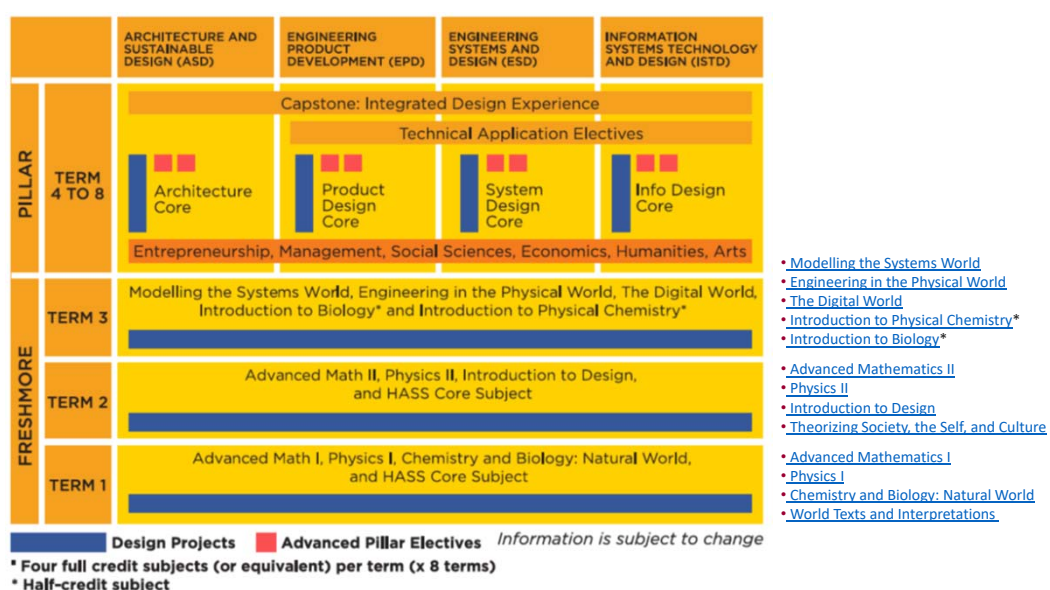 ARCHITECTURE AND
SUSTAINABLE
DESIGN (ASD)
ENGINEERING
PRODUCT
DEVELOPMENT (EPD)
ENGINEERING
SYSTEMS AND
DESIGN (ESD)
INFORMATION
SYSTEMS TECHNOLOGY
AND DESIGN (ISTD)
PILLAR
TERM
4 TO 8
Capstone: Integrated Design Experience
Technical Application Electives
Architecture
Core
Product
Design
Core
System
Design
Core
Info Design
Core
Entrepreneurship, Management, Social Sciences, Economics, Humanities, Arts
FRESHMORE
TERM 3
Modelling the Systems World, Engineering in the Physical World, The Digital World,
Introduction to Biology* and Introduction to Physical Chemistry*
TERM 2
Advanced Math II, Physics II, Introduction to Design,
and HASS Core Subject
TERM 1
Advanced Math I, Physics I, Chemistry and Biology: Natural World,
and HASS Core Subject
Design Projects
Advanced Pillar Electives
Information is subject to change
* Four full credit subjects (or equivalent) per term (x 8 terms)
* Half-credit subject
• Modelling the Systems World
• Engineering in the Physical World
• The Digital World
• Introduction to Physical Chemistry*
• Introduction to Biology*
• Advanced Mathematics II
• Physics II
• Introduction to Design
• Theorizing Society, the Self, and Culture
• Advanced Mathematics I
• Physics I
• Chemistry and Biology: Natural World
• World Texts and Interpretations